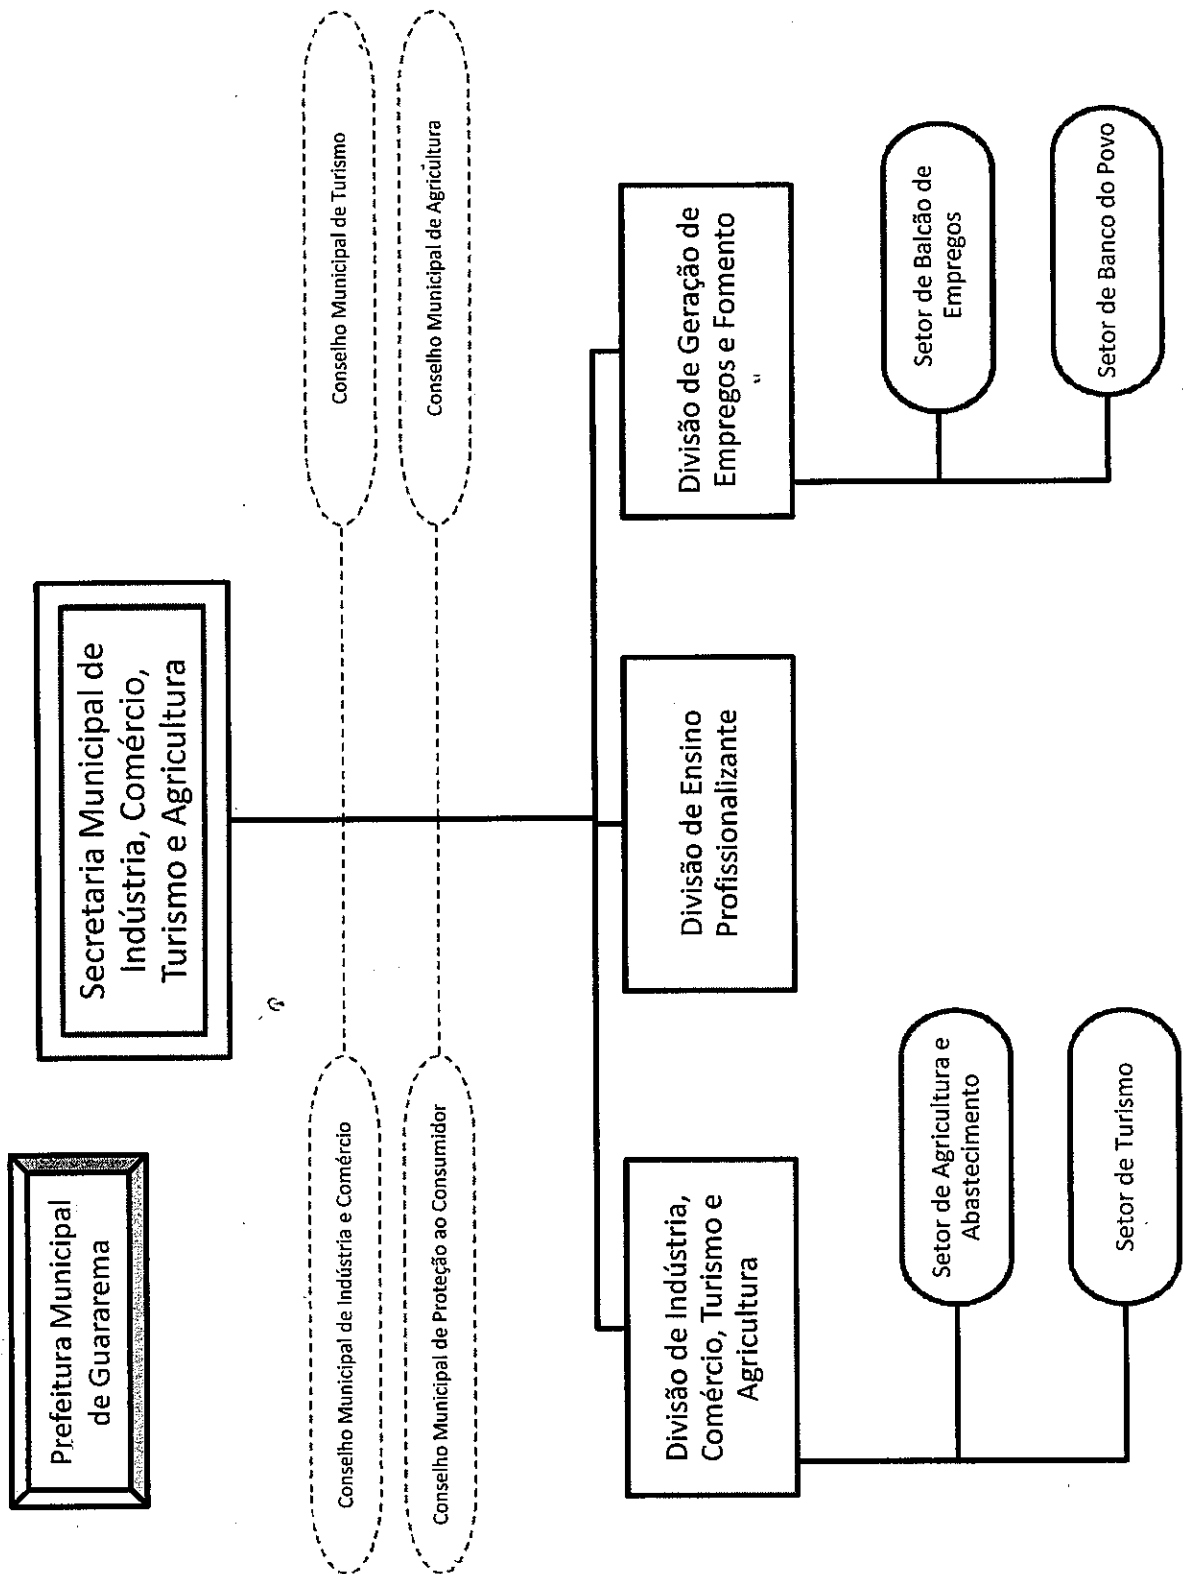 Prefeitura Municipal
de Guararema
Secretaria Municipal de
Indústria, Comércio,
Turismo e Agricultura
Conselho Municipal de Indústria e Comércio
Conselho Municipal de Turismo
Conselho Municipal de Proteção ao Consumidor
Conselho Municipal de Agricultura
Divisão de Indústria,
Comércio, Turismo e
Agricultura
Divisão de Ensino
Profissionalizante
Divisão de Geração de
Empregos e Fomento
Setor de Agricultura e
Abastecimento
Setor de Turismo
Setor de Balcão de
Empregos
Setor de Banco do Povo